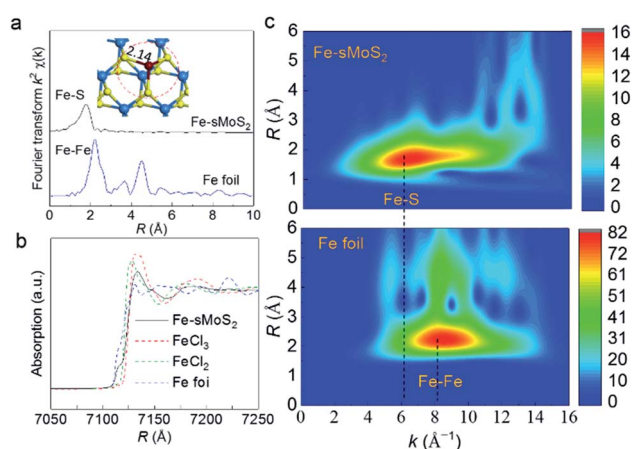 a
Fourier transform k² χ(k)
2.14
Fe-S
Fe-sMoS₂
Fe-Fe
Fe foil
0 2 4 6 8 10
R (Å)
b
Absorption (a.u.)
Fe-sMoS₂
FeCl₃
FeCl₂
Fe foi
7050 7100 7150 7200 7250
R (Å)
c
R (Å)
6
5
4
3
2
1
0
Fe-sMoS₂
Fe-S
16
14
12
10
8
6
4
2
0
R (Å)
6
5
4
3
2
1
0
Fe foil
Fe-Fe
0 2 4 6 8 10 12 14 16
k (Å⁻¹)
82
71
61
51
41
31
20
10
0